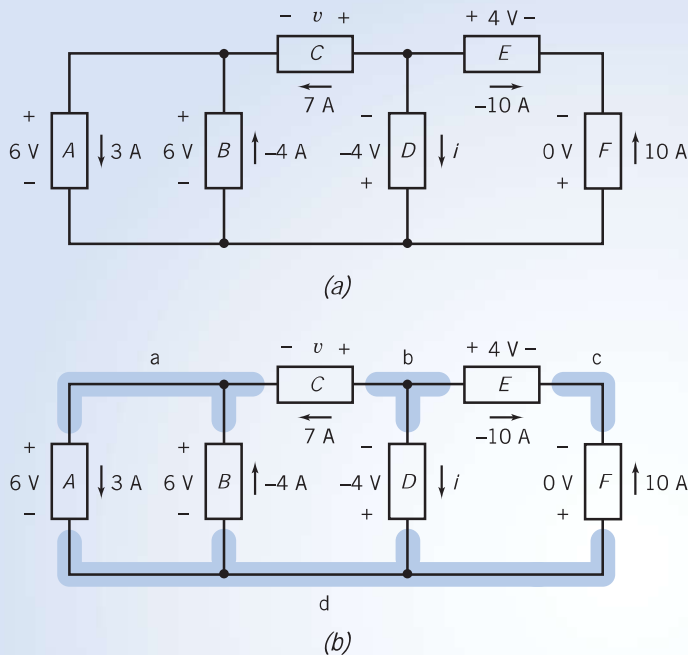 − v + + 4 V −
C E
7 A −10 A
+ + − −
6 V A 3 A 6 V B −4 A −4 V D i 0 V F 10 A
− − + +
(a)
a − v + b + 4 V − c
C E
7 A −10 A
+ + − −
6 V A 3 A 6 V B −4 A −4 V D i 0 V F 10 A
− − + +
d
(b)